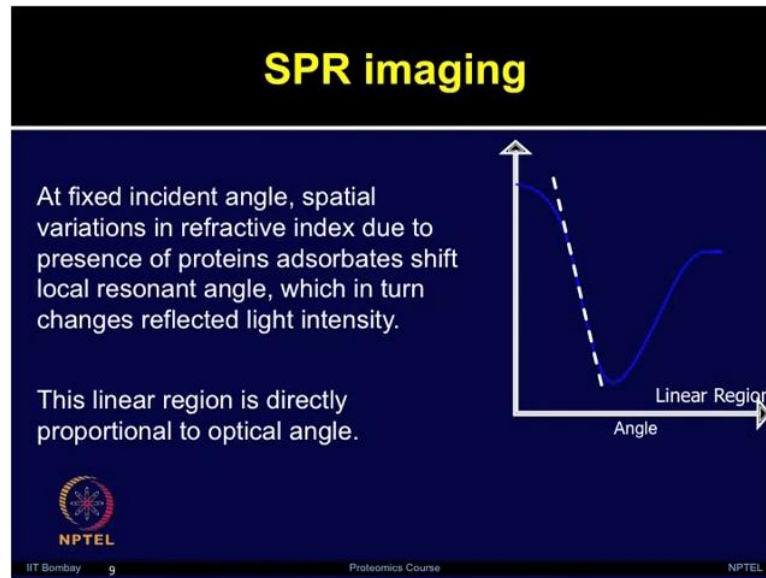 SPR imaging
At fixed incident angle, spatial
variations in refractive index due to
presence of proteins adsorbates shift
local resonant angle, which in turn
changes reflected light intensity.
This linear region is directly
proportional to optical angle.
Linear Region
Angle
NPTEL
IIT Bombay 9 Proteomics Course NPTEL